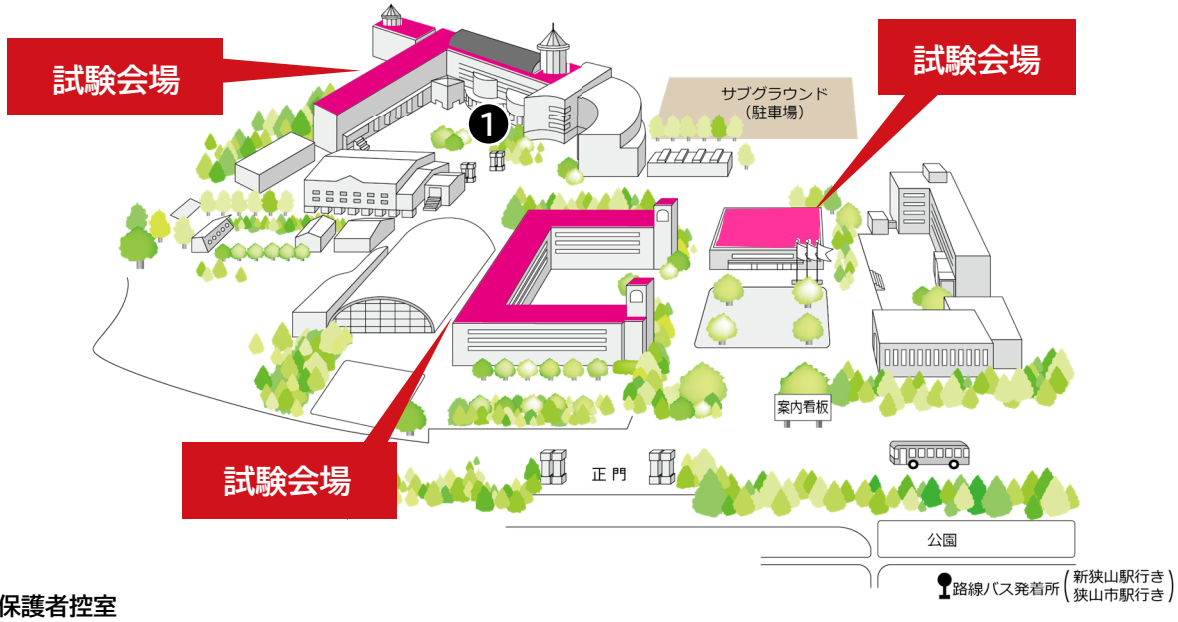 試験会場
試験会場
サブグラウンド
(駐車場)
1
案内看板
試験会場
正門
公園
路線バス発着所(新狭山駅行き
狭山市駅行き)
保護者控室